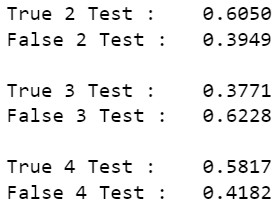 True 2 Test :    0.6050
False 2 Test :   0.3949

True 3 Test :    0.3771
False 3 Test :   0.6228

True 4 Test :    0.5817
False 4 Test :   0.4182